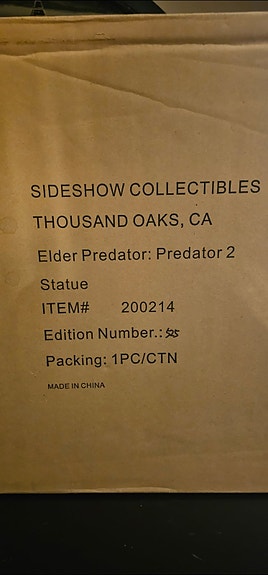 SIDESHOW COLLECTIBLES
THOUSAND OAKS, CA
Elder Predator: Predator 2
Statue
ITEM# 200214
Edition Number.:
Packing: 1PC/CTN
MADE IN CHINA